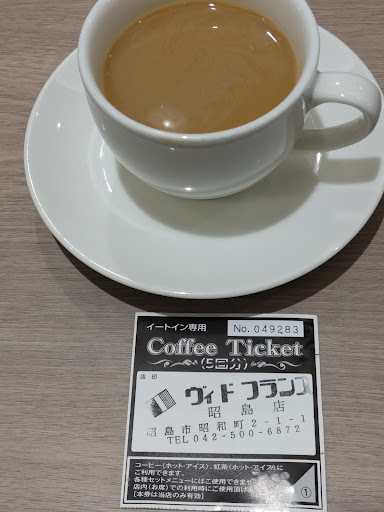 イートイン専用
No. 049283
Coffee Ticket
(5回分)
店印
ヴィドフランス
昭島店
昭島市昭和町2-1-1
TEL 042-500-6872
コーヒー(ホット・アイス)、紅茶(ホット・アイス)に
ご利用できます。
各種セットメニューにはご使用できませ
店内(お席)での利用時にご使用頂け
[本券は当店のみ有効]
①